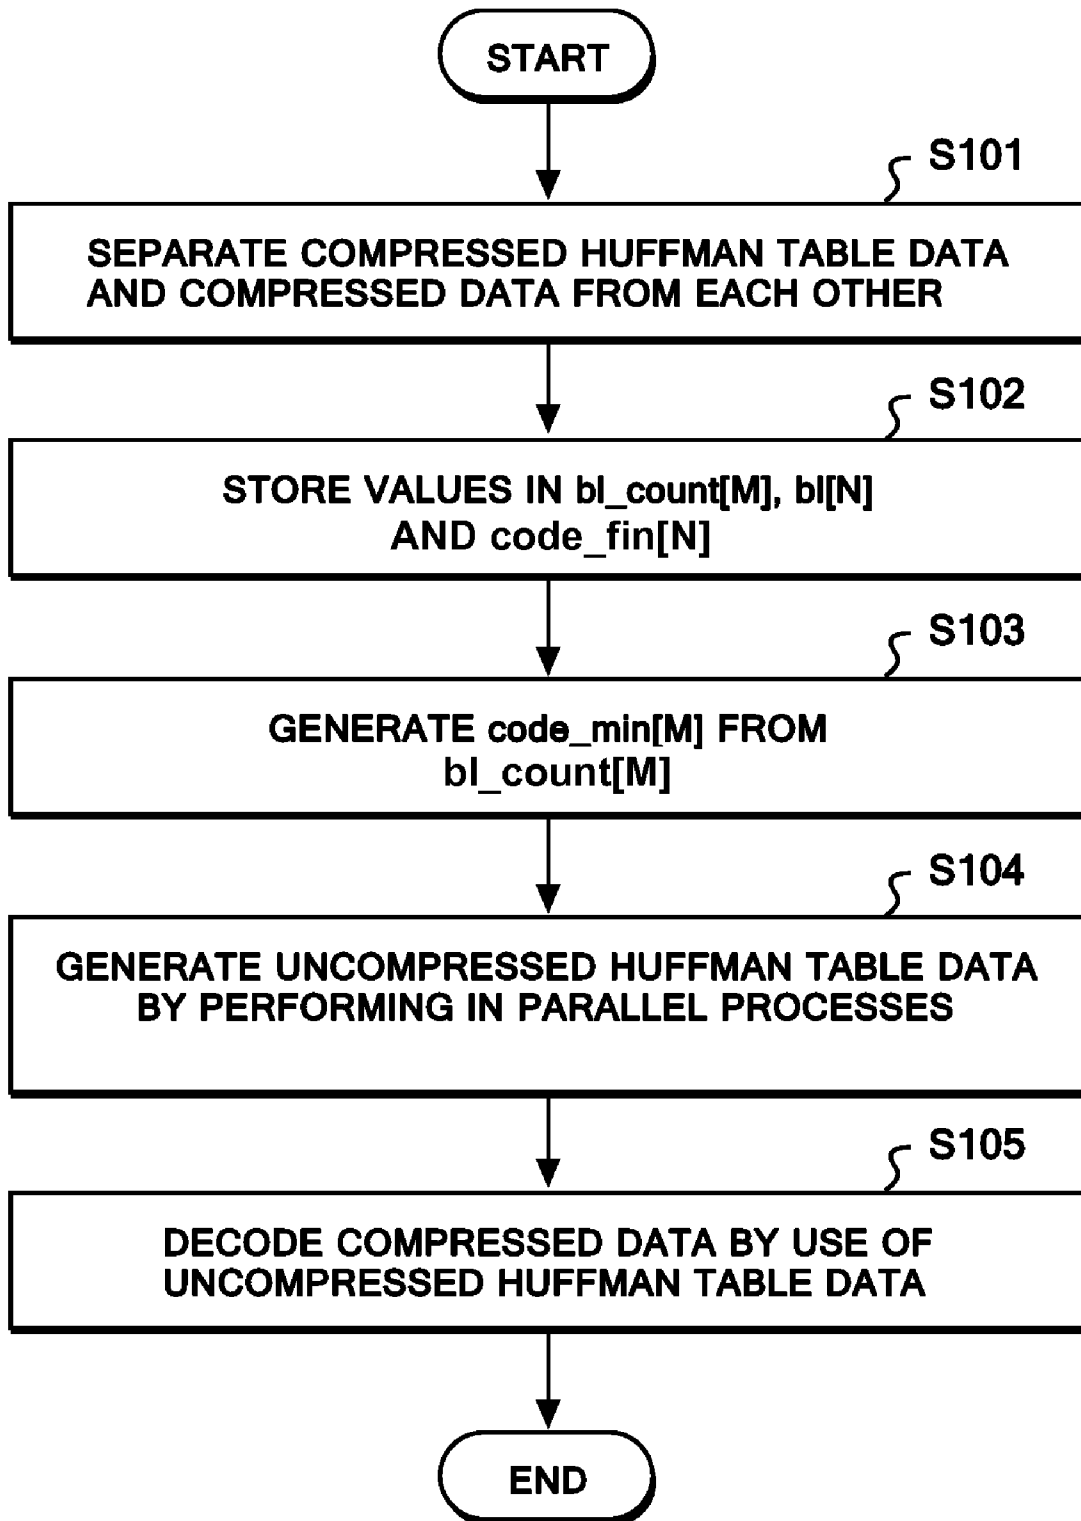 START
S101
SEPARATE COMPRESSED HUFFMAN TABLE DATA
AND COMPRESSED DATA FROM EACH OTHER
S102
STORE VALUES IN bl_count[M], bl[N]
AND code_fin[N]
S103
GENERATE code_min[M] FROM
bl_count[M]
S104
GENERATE UNCOMPRESSED HUFFMAN TABLE DATA
BY PERFORMING IN PARALLEL PROCESSES
S105
DECODE COMPRESSED DATA BY USE OF
UNCOMPRESSED HUFFMAN TABLE DATA
END